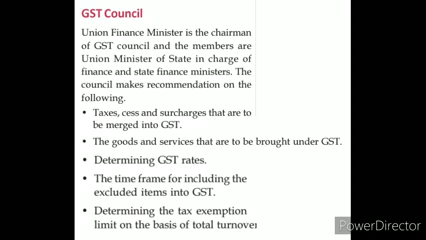 GST Council
Union Finance Minister is the chairman
of GST council and the members are
Union Minister of State in charge of
finance and state finance ministers. The
council makes recommendation on the
following.
• Taxes, cess and surcharges that are to
be merged into GST.
• The goods and services that are to be brought under GST.
• Determining GST rates.
• The time frame for including the
excluded items into GST.
• Determining the tax exemption
limit on the basis of total turnover
PowerDirector